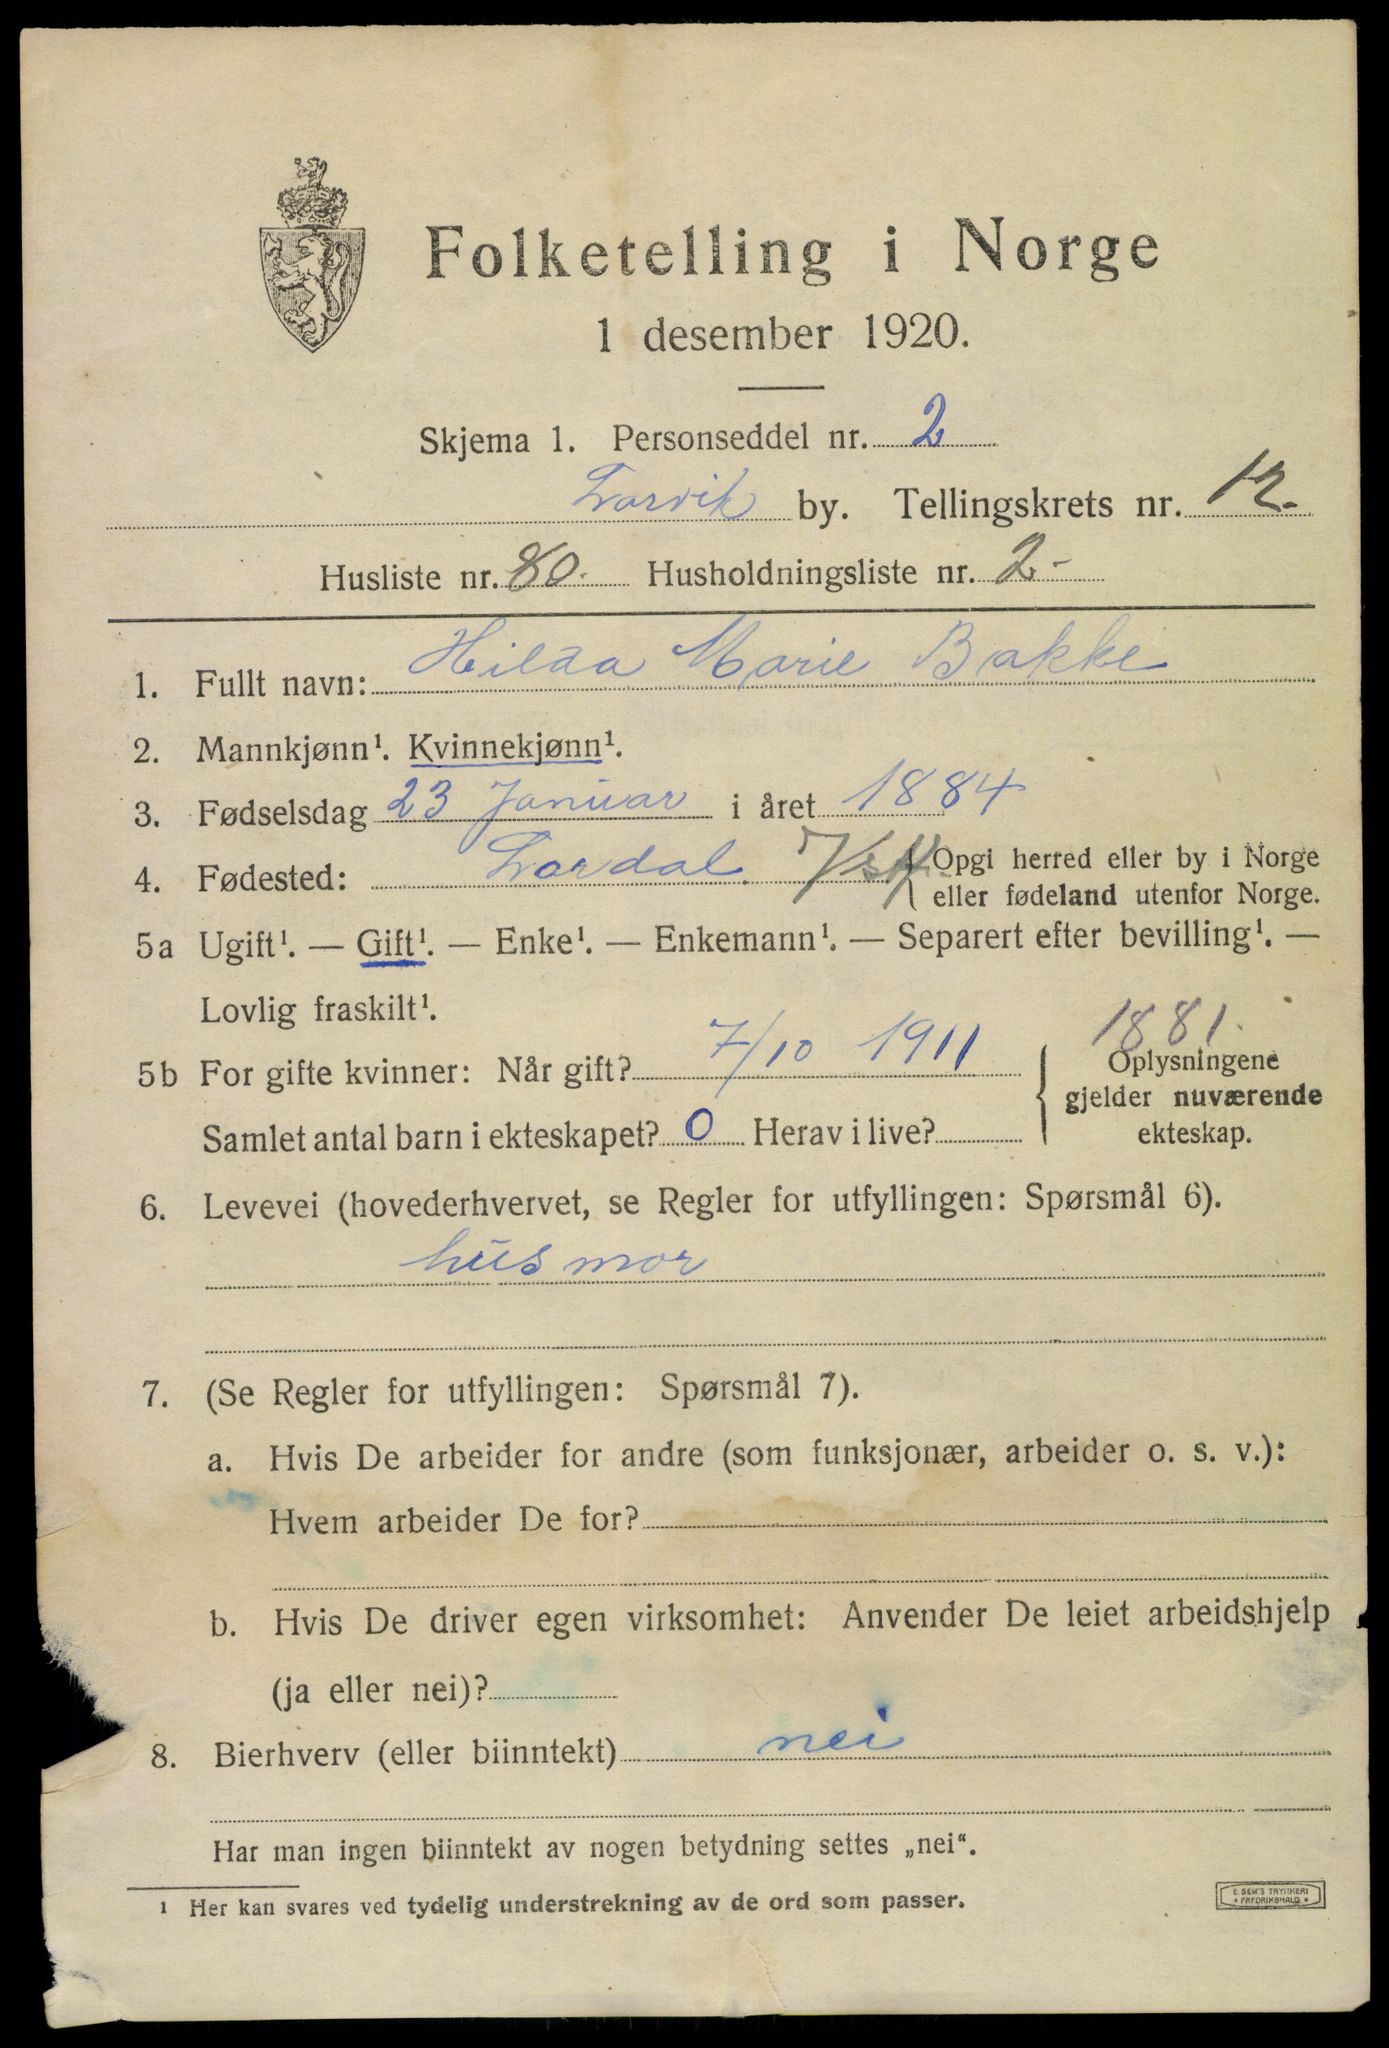 Folketelling i Norge
1 desember 1920.
Skjema 1. Personseddel nr. 2
Larvik by. Tellingskrets nr. 12.
Husliste nr. 80. Husholdningsliste nr. 2-
1. Fullt navn: Hilda Marie Bakke
2. Mannkjønn¹. Kvinnekjønn¹.
3. Fødselsdag 23 Januar i året 1884
4. Fødested: Lardal. Opgi herred eller by i Norge
eller fødeland utenfor Norge.
5a Ugift¹. — Gift¹. — Enke¹. — Enkemann¹. — Separert efter bevilling¹. —
Lovlig fraskilt¹.
1881.
5b For gifte kvinner: Når gift? 7/10 1911 Oplysningene
gjelder nuværende
Samlet antal barn i ekteskapet? 0 Herav i live? ekteskap.
6. Levevei (hovederhvervet, se Regler for utfyllingen: Spørsmål 6).
husmor
7. (Se Regler for utfyllingen: Spørsmål 7).
a. Hvis De arbeider for andre (som funksjonær, arbeider o. s. v.):
Hvem arbeider De for?
b. Hvis De driver egen virksomhet: Anvender De leiet arbeidshjelp
(ja eller nei)?
8. Bierhverv (eller biinntekt) nei
Har man ingen biinntekt av nogen betydning settes „nei“.
¹ Her kan svares ved tydelig understrekning av de ord som passer.
E. SEM'S TRYKKERI
FREDRIKSHALD